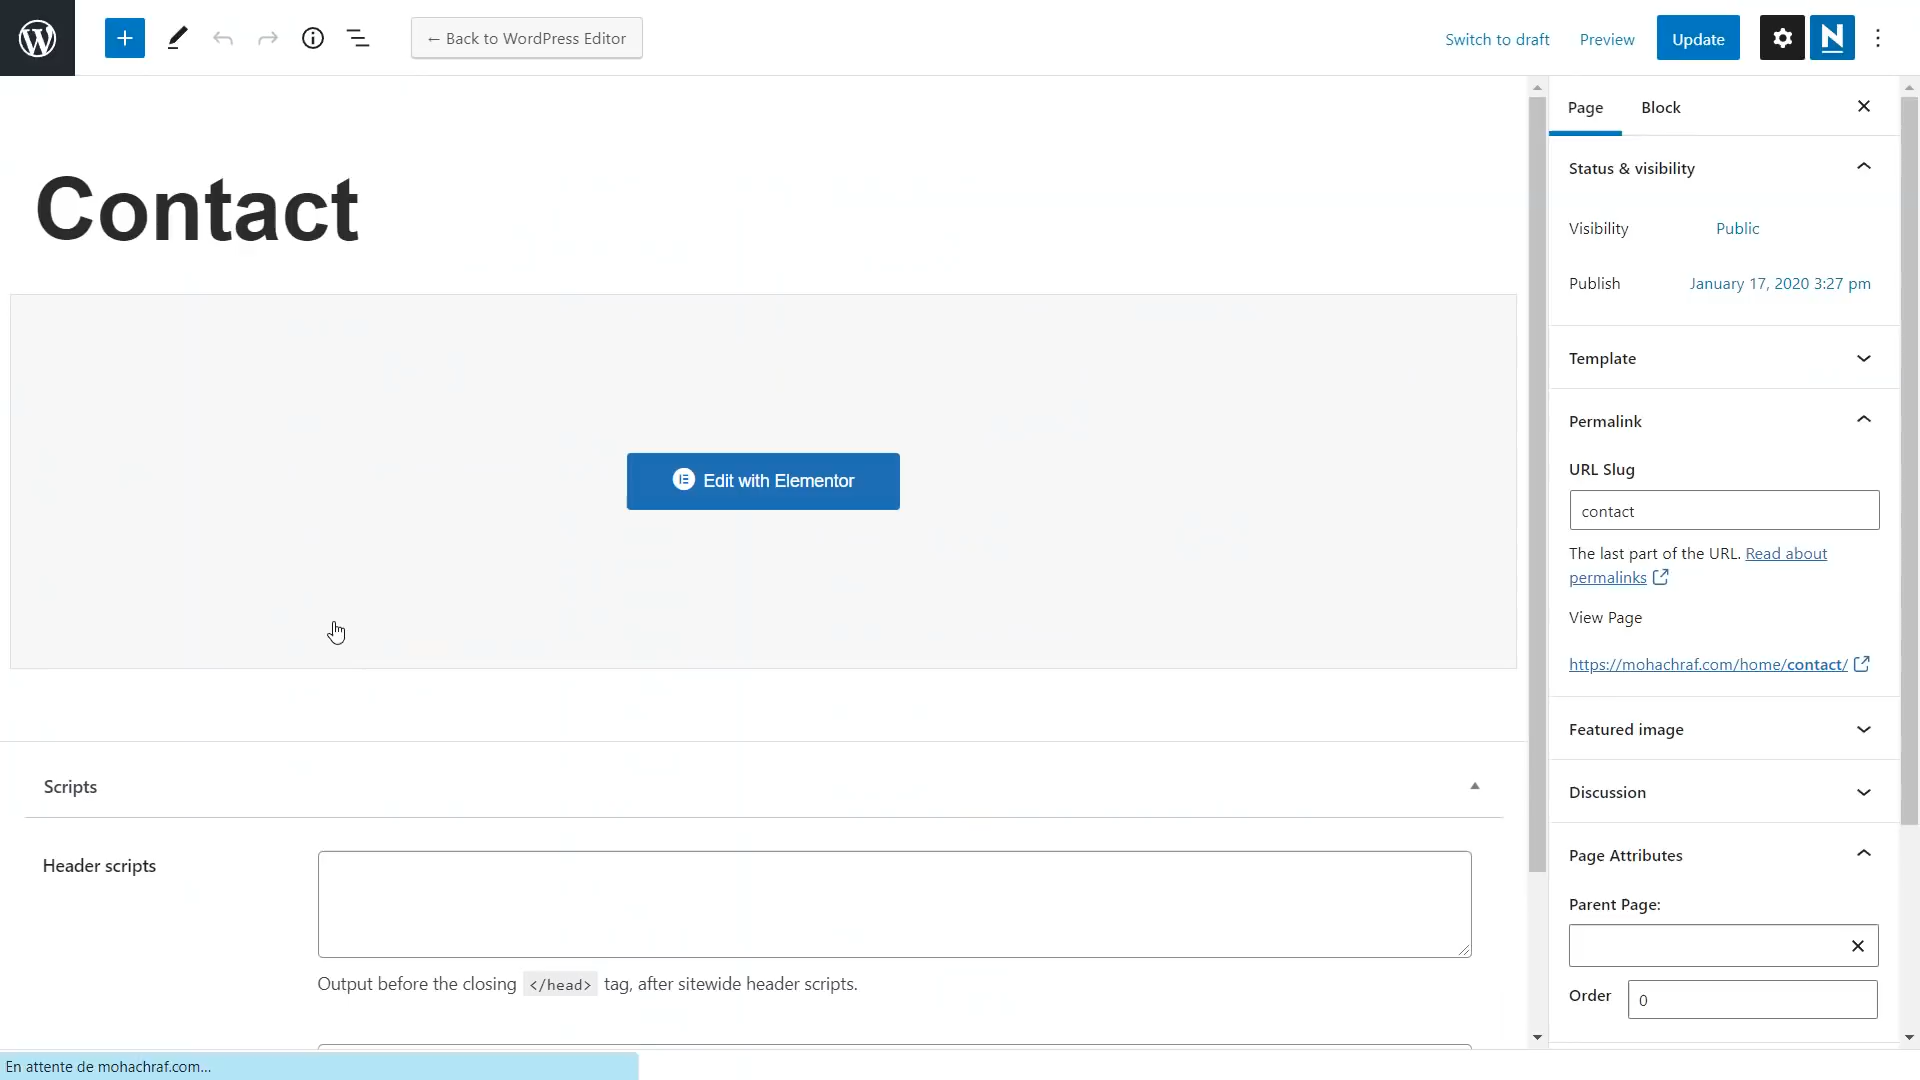 ← Back to WordPress Editor
Switch to draft
Preview
Update
Page
Block
Contact
Edit with Elementor
Scripts
Header scripts
Output before the closing </head> tag, after sitewide header scripts.
Status & visibility
Visibility
Public
Publish
January 17, 2020 3:27 pm
Template
Permalink
URL Slug
contact
The last part of the URL. Read about
permalinks
View Page
https://mohachraf.com/home/contact/
Featured image
Discussion
Page Attributes
Parent Page:
Order
0
En attente de mohachraf.com...